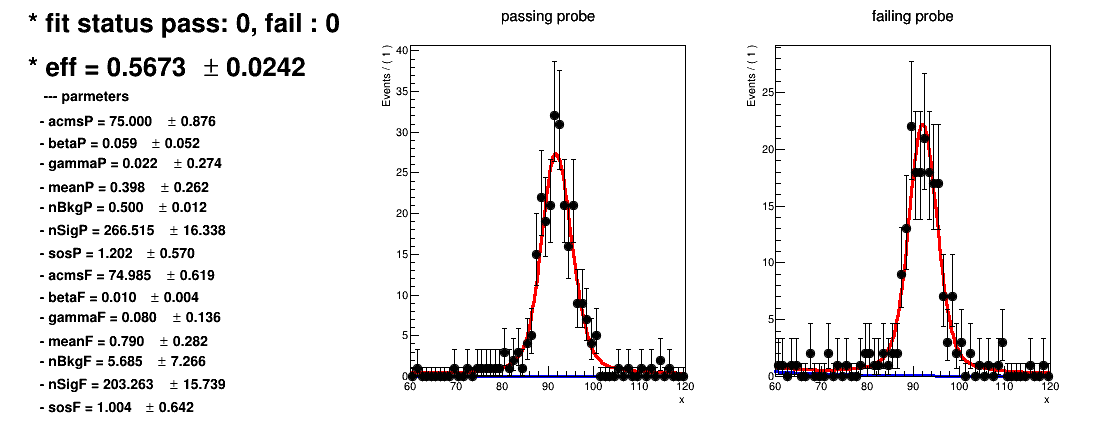 * fit status pass: 0, fail : 0
* eff = 0.5673 ± 0.0242
--- parmeters
- acmsP = 75.000 ± 0.876
- betaP = 0.059 ± 0.052
- gammaP = 0.022 ± 0.274
- meanP = 0.398 ± 0.262
- nBkgP = 0.500 ± 0.012
- nSigP = 266.515 ± 16.338
- sosP = 1.202 ± 0.570
- acmsF = 74.985 ± 0.619
- betaF = 0.010 ± 0.004
- gammaF = 0.080 ± 0.136
- meanF = 0.790 ± 0.282
- nBkgF = 5.685 ± 7.266
- nSigF = 203.263 ± 15.739
- sosF = 1.004 ± 0.642
passing probe
Events / ( 1 )
40
35
30
25
20
15
10
5
0
60 70 80 90 100 110 120
x
failing probe
Events / ( 1 )
25
20
15
10
5
0
60 70 80 90 100 110 120
x